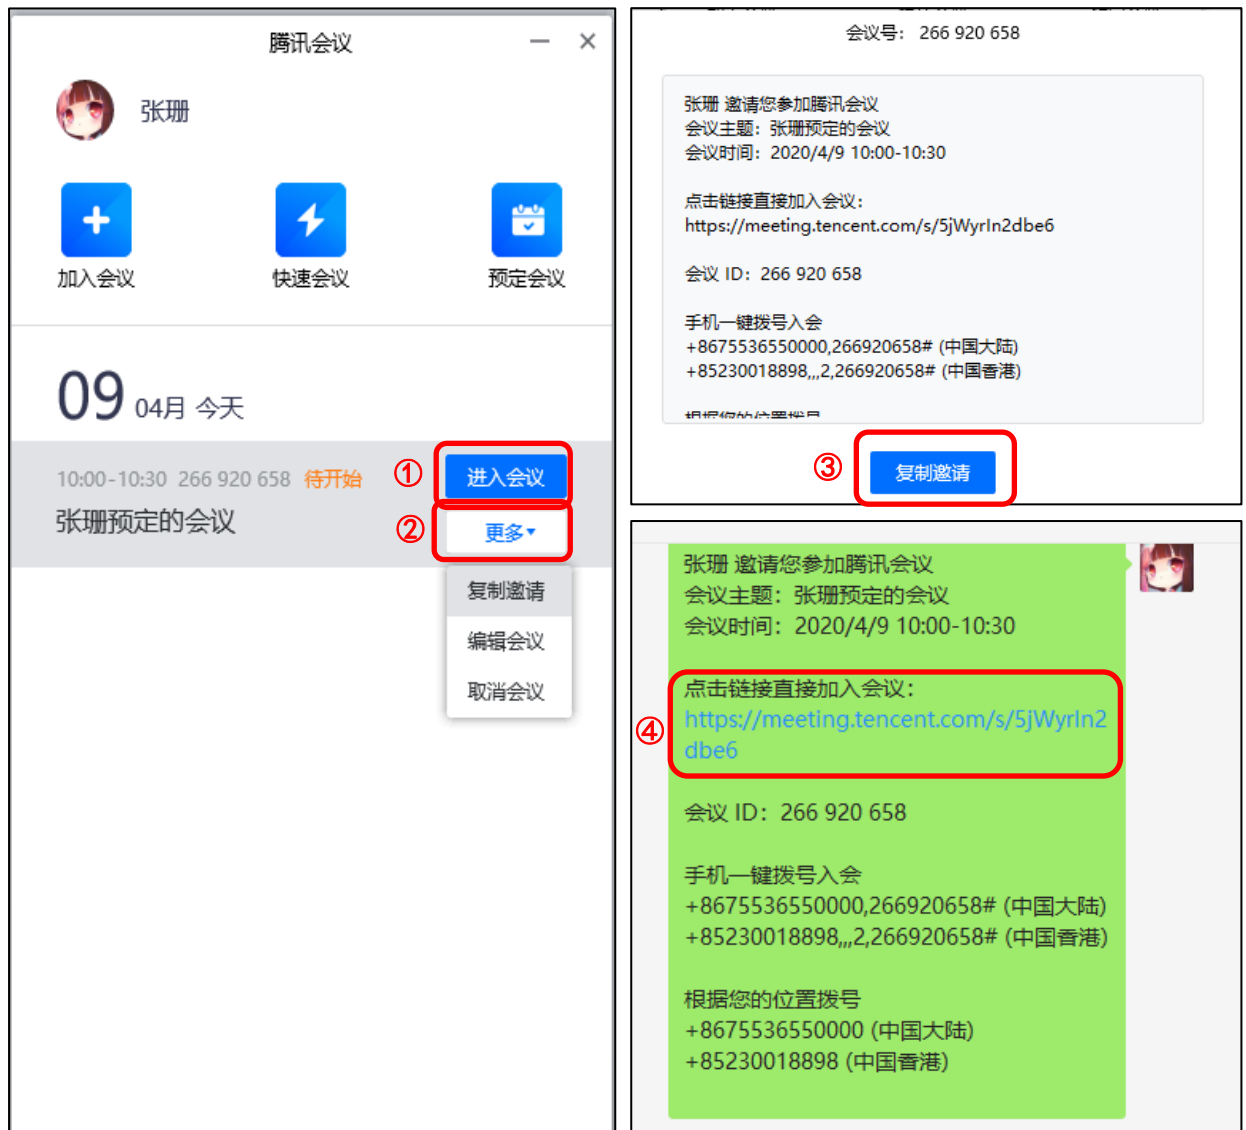 腾讯会议
张珊
加入会议
快速会议
预定会议
09 04月 今天
10:00-10:30 266 920 658 待开始
① 进入会议
张珊预定的会议
② 更多
复制邀请
编辑会议
取消会议
会议号： 266 920 658
张珊 邀请您参加腾讯会议
会议主题：张珊预定的会议
会议时间：2020/4/9 10:00-10:30
点击链接直接加入会议：
https://meeting.tencent.com/s/5jWyrIn2dbe6
会议 ID：266 920 658
手机一键拨号入会
+8675536550000,266920658# (中国大陆)
+85230018898,,,2,266920658# (中国香港)
根据您的位置拨号
③ 复制邀请
张珊 邀请您参加腾讯会议
会议主题：张珊预定的会议
会议时间：2020/4/9 10:00-10:30
点击链接直接加入会议：
④ https://meeting.tencent.com/s/5jWyrIn2
dbe6
会议 ID：266 920 658
手机一键拨号入会
+8675536550000,266920658# (中国大陆)
+85230018898,,,2,266920658# (中国香港)
根据您的位置拨号
+8675536550000 (中国大陆)
+85230018898 (中国香港)